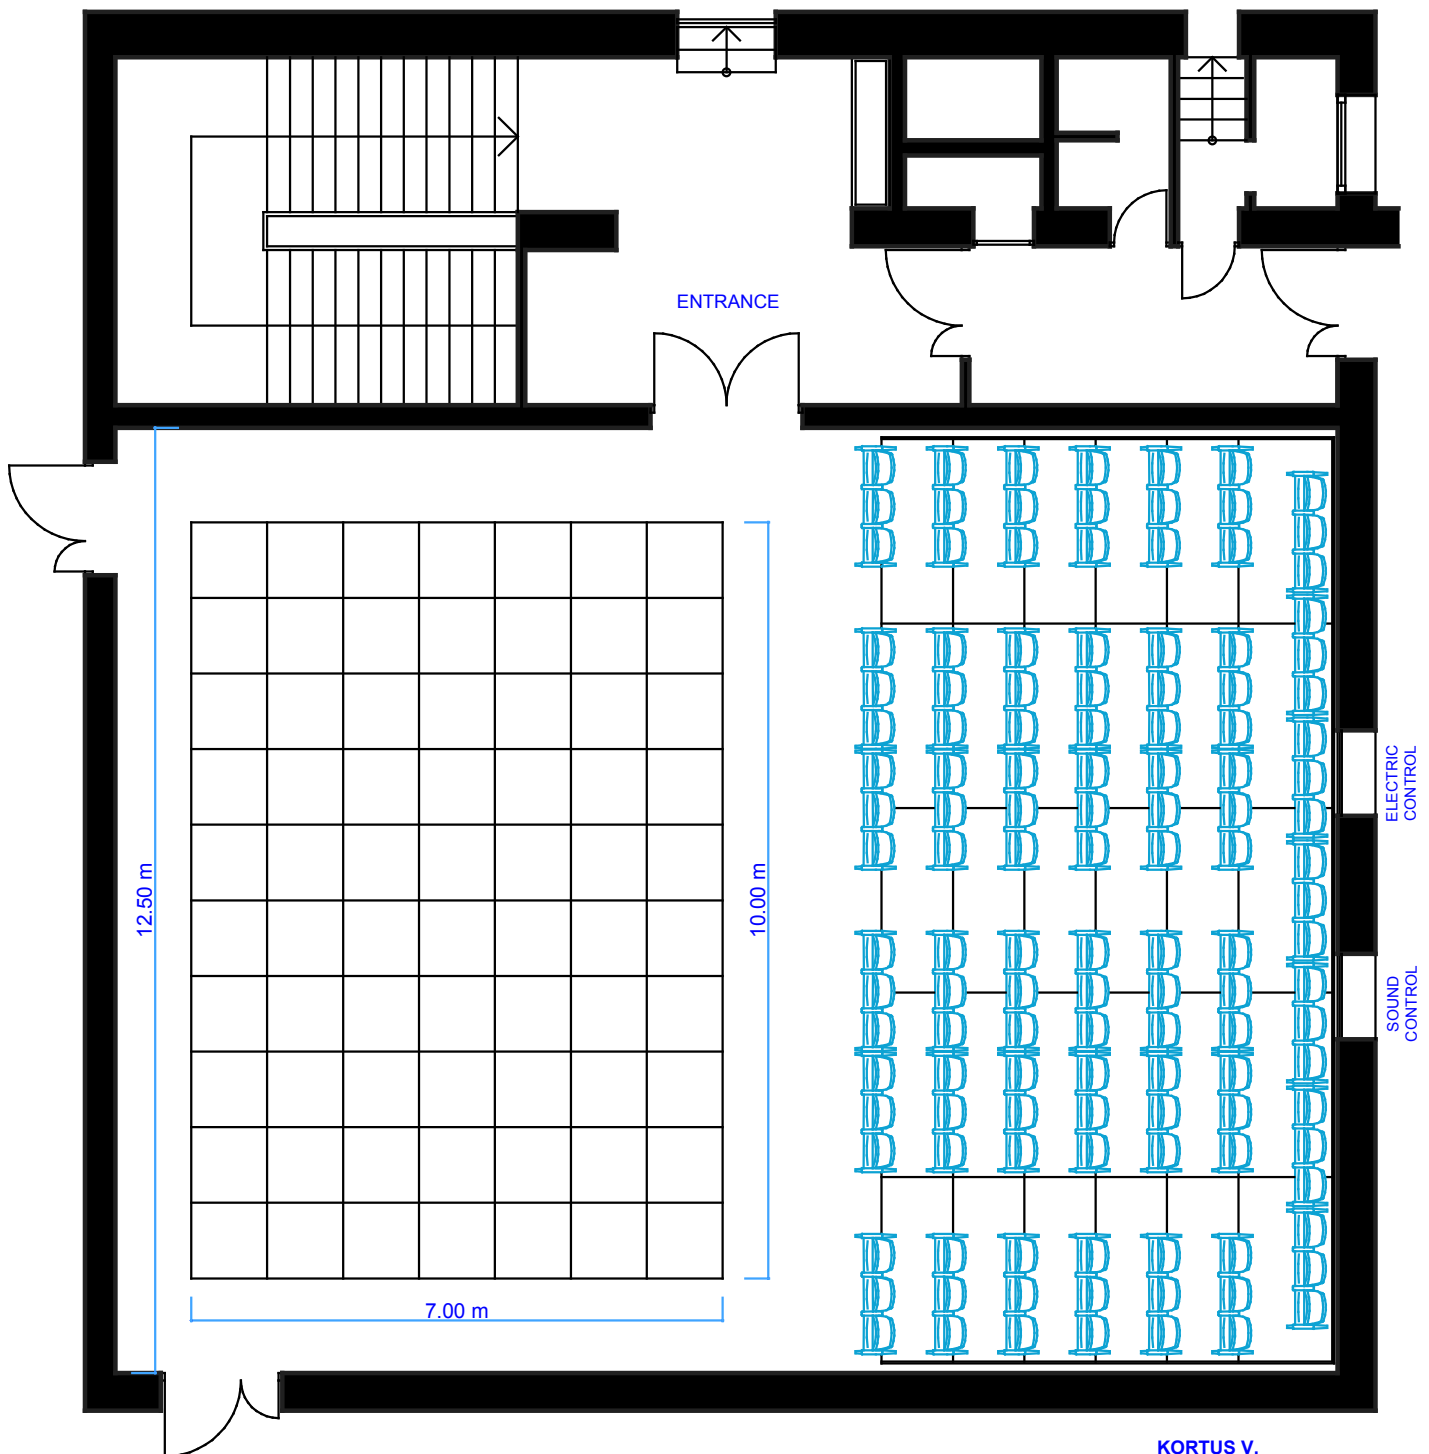 ENTRANCE
ELECTRIC
CONTROL
12.50 m
10.00 m
SOUND
CONTROL
7.00 m
KORTUS V.